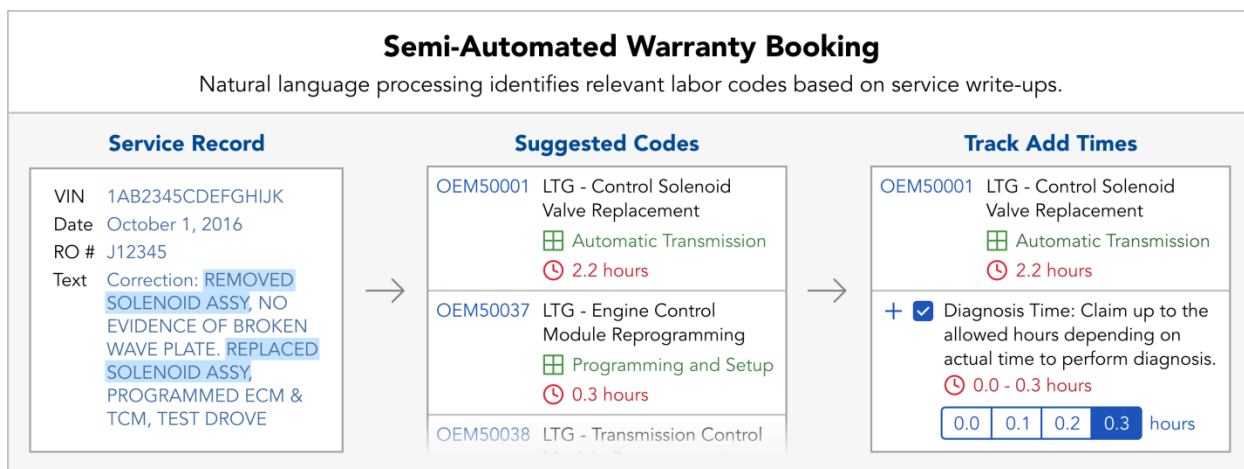 Semi-Automated Warranty Booking
Natural language processing identifies relevant labor codes based on service write-ups.
Service Record
VIN 1AB2345CDEFGHIJK
Date October 1, 2016
RO # J12345
Text Correction: REMOVED
SOLENOID ASSY, NO
EVIDENCE OF BROKEN
WAVE PLATE. REPLACED
SOLENOID ASSY,
PROGRAMMED ECM &
TCM, TEST DROVE
Suggested Codes
OEM50001 LTG - Control Solenoid
Valve Replacement
Automatic Transmission
2.2 hours
OEM50037 LTG - Engine Control
Module Reprogramming
Programming and Setup
0.3 hours
OEM50038 LTG - Transmission Control
Track Add Times
OEM50001 LTG - Control Solenoid
Valve Replacement
Automatic Transmission
2.2 hours
+ Diagnosis Time: Claim up to the
allowed hours depending on
actual time to perform diagnosis.
0.0 - 0.3 hours
0.0 0.1 0.2 0.3 hours